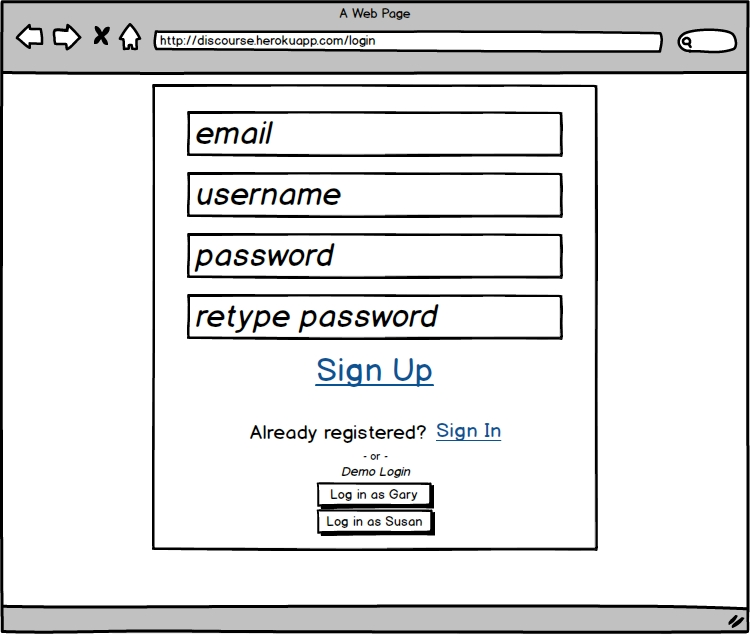 A Web Page
http://discourse.herokuapp.com/login
email
username
password
retype password
Sign Up
Already registered? Sign In
- or -
Demo Login
Log in as Gary
Log in as Susan